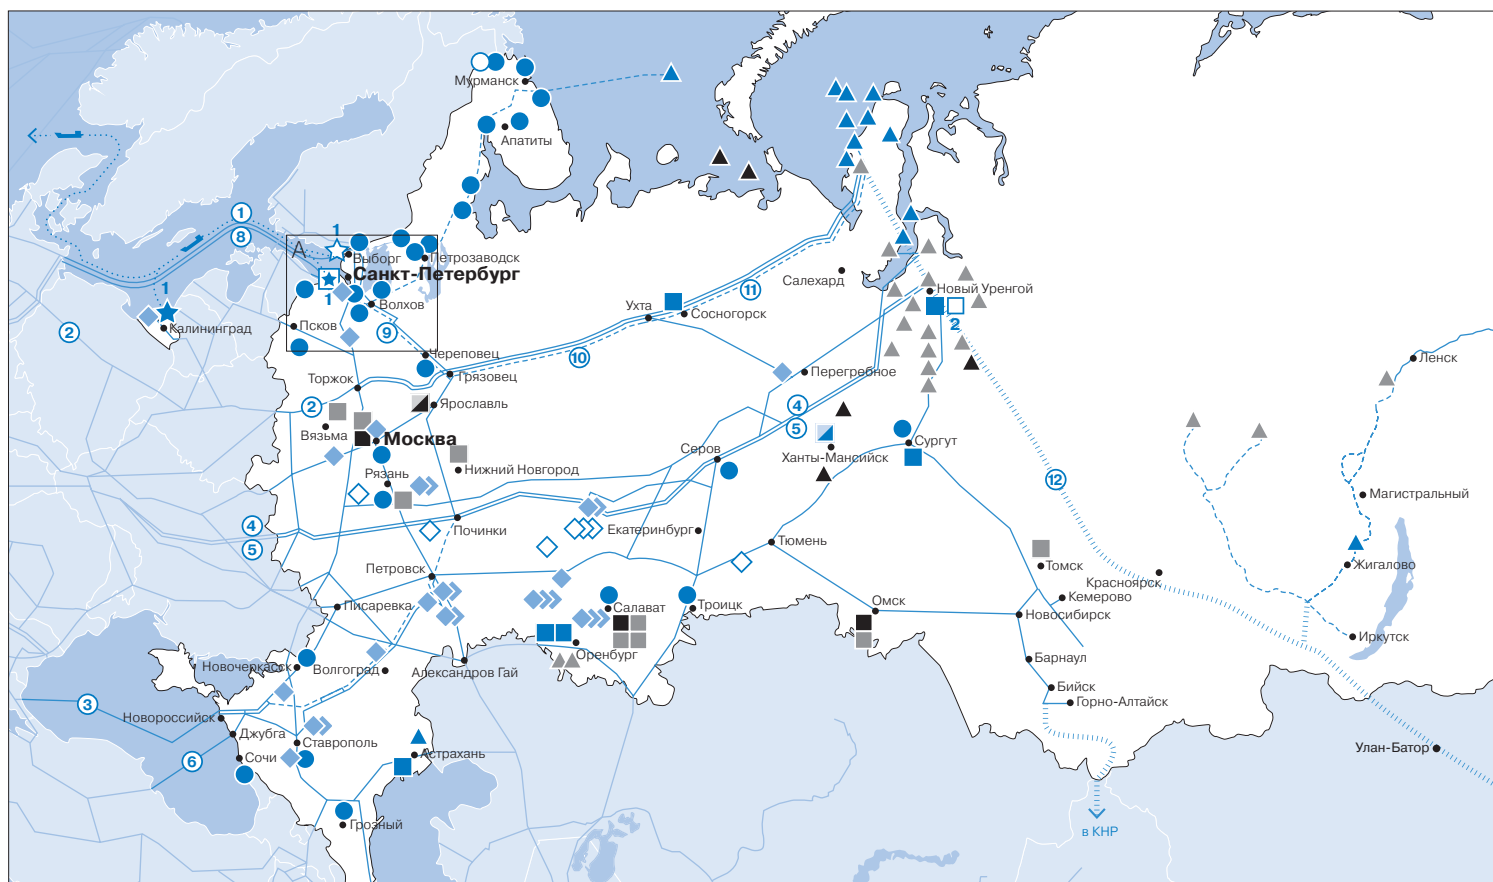 Мурманск
Апатиты
1
8
1
А
Выборг
Петрозаводск
Санкт-Петербург
1
1
Волхов
Калининград
2
Псков
9
Череповец
Грязовец
10
11
Ухта
Сосногорск
Салехард
Новый Уренгой
2
Торжок
2
Вязьма
Ярославль
Москва
Рязань
Нижний Новгород
Перегребное
4
5
Серов
Ханты-Мансийск
Сургут
Ленск
12
Магистральный
4
5
Починки
Екатеринбург
Тюмень
Томск
Красноярск
Кемерово
Жигалово
Петровск
Писаревка
Салават
Троицк
Омск
Новосибирск
Иркутск
Оренбург
Новочеркасск
Волгоград
Александров Гай
Барнаул
Бийск
Горно-Алтайск
3
Новороссийск
Джубга
6
Сочи
Ставрополь
Астрахань
Улан-Батор
Грозный
в КНР